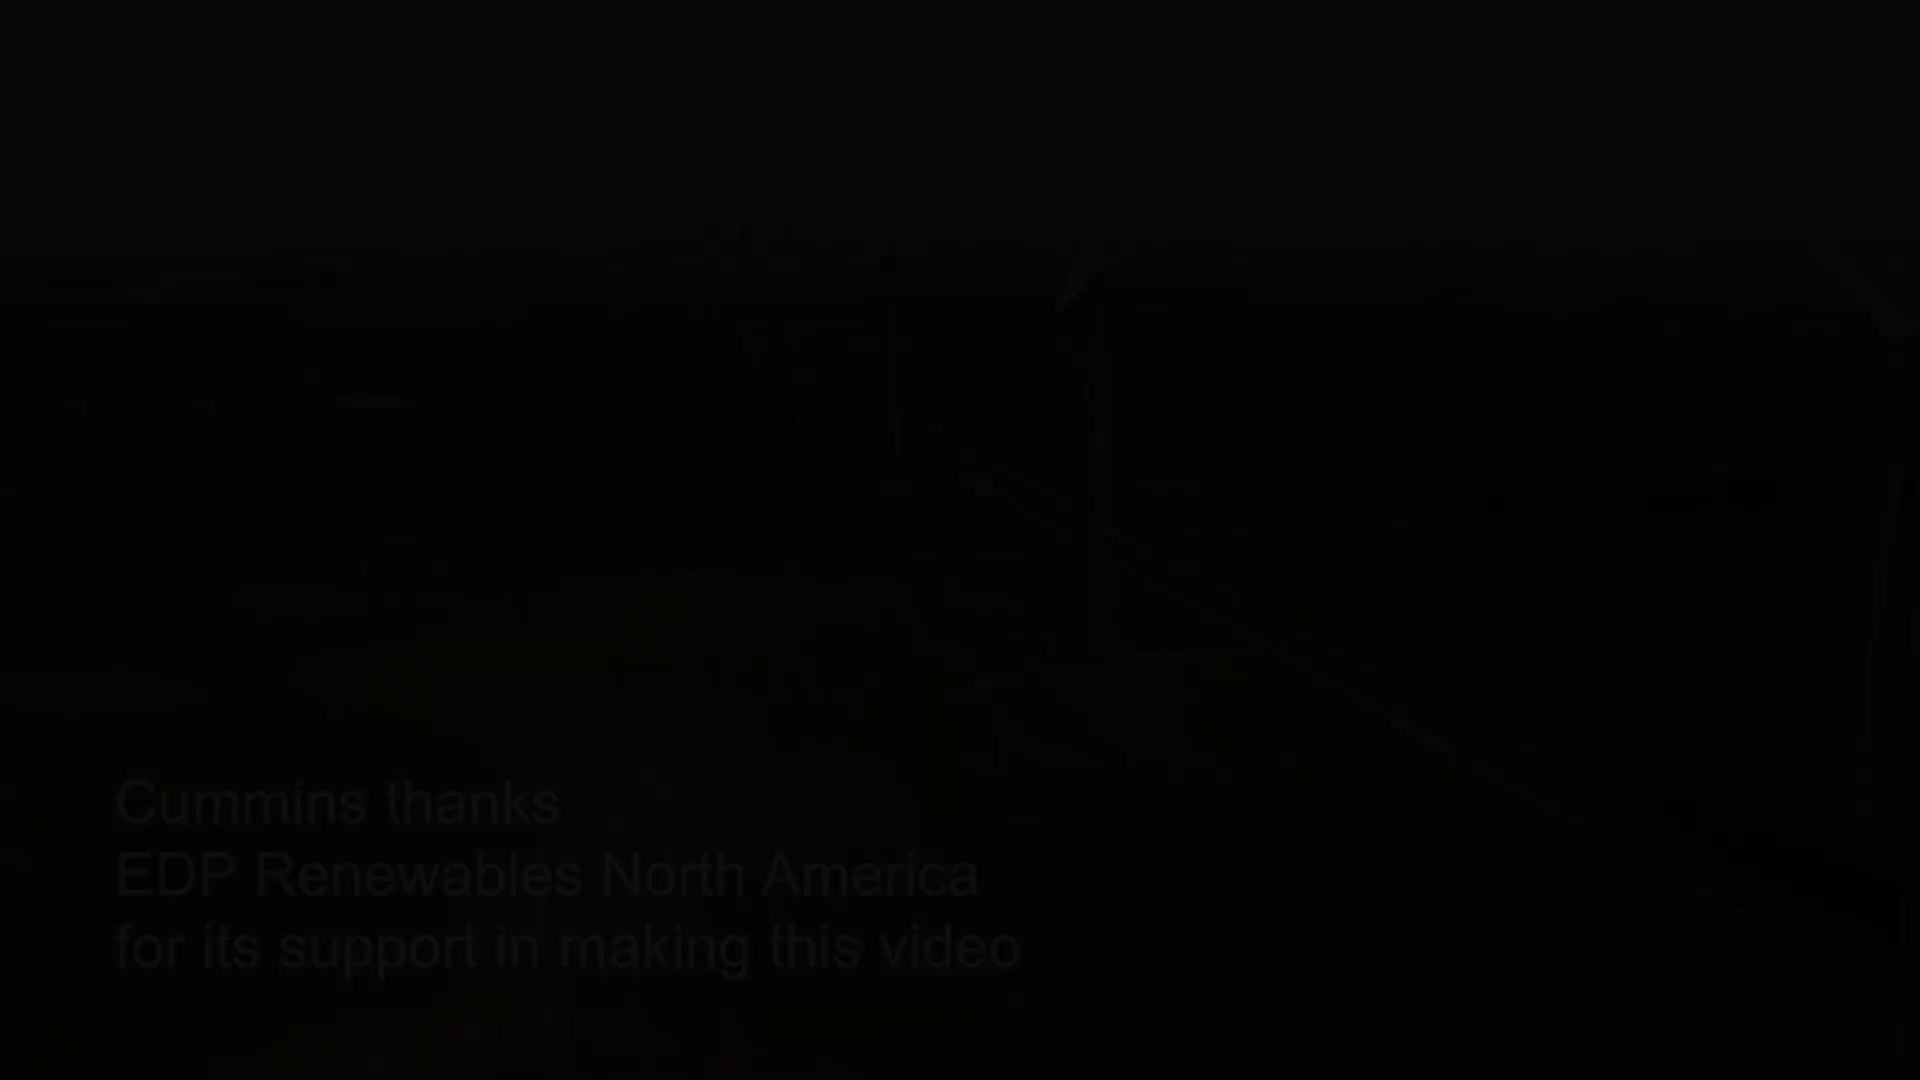 Cummins thanks
EDP Renewables North America
for its support in making this video